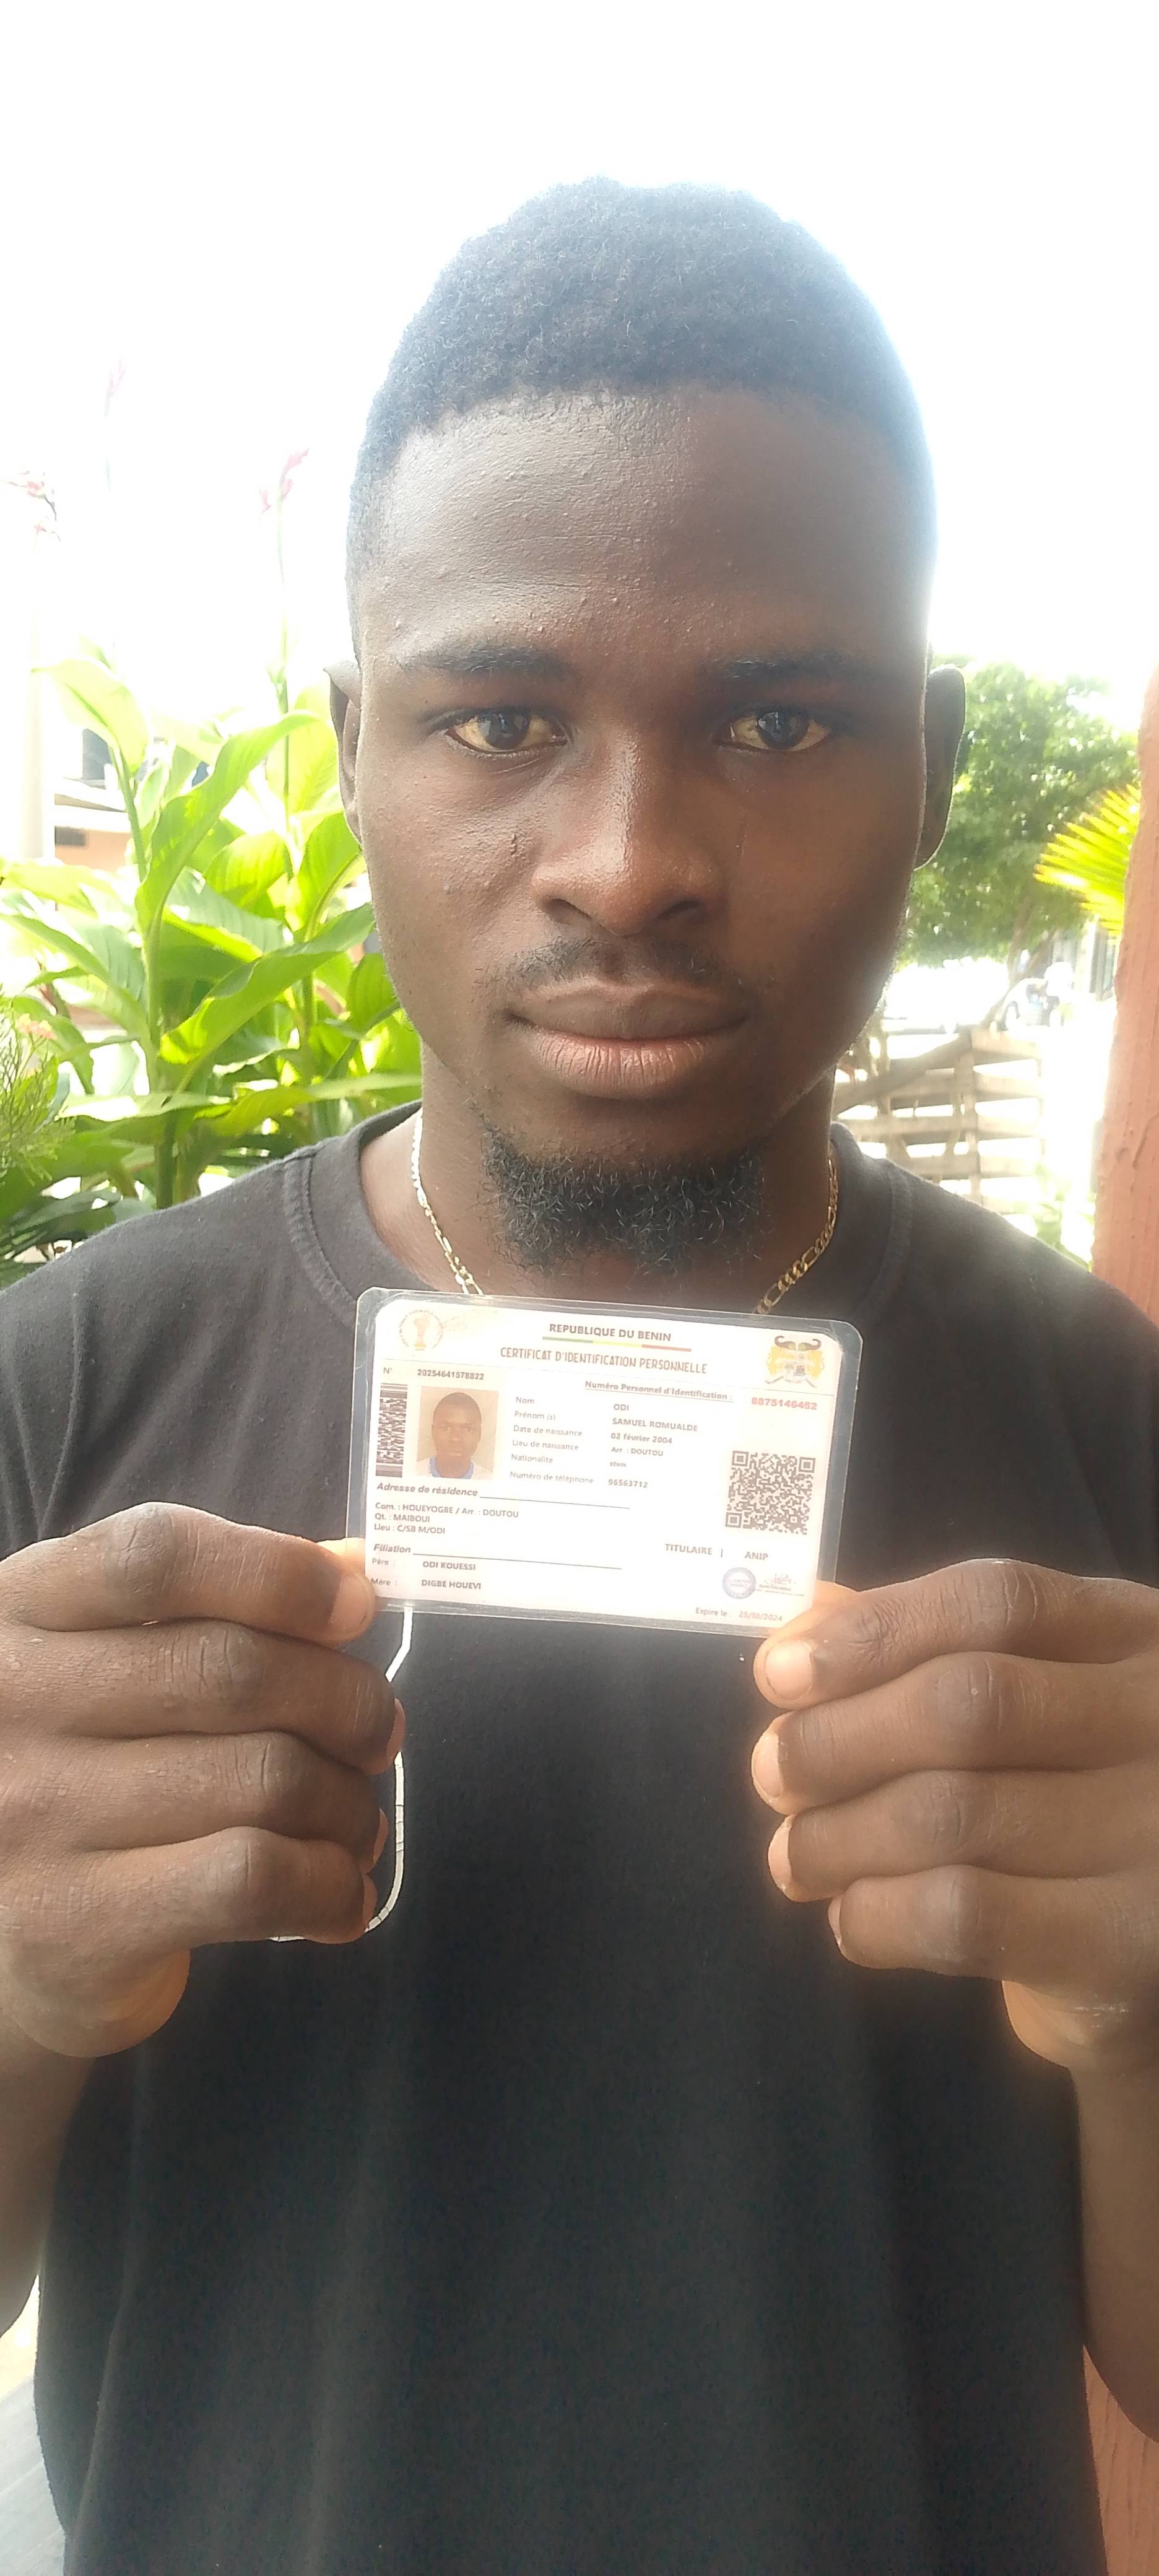 REPUBLIQUE DU BENIN
CERTIFICAT D'IDENTIFICATION PERSONNELLE
N° 20254641578822
Numéro Personnel d'Identification : 6875146452
Nom ODI
Prénom (s) SAMUEL ROMUALDE
Date de naissance 02 février 2004
Lieu de naissance Arr : DOUTOU
Nationalité
Numéro de téléphone 96563712
Adresse de résidence
Com. : HOUEYOGBE / Arr : DOUTOU
Qt. : MAIBOUI
Lieu : C/SB M/ODI
Filiation
Père : ODI KOUESSI
Mère : DIGBE HOUEVI
TITULAIRE | ANIP
Expire le : 25/10/2024